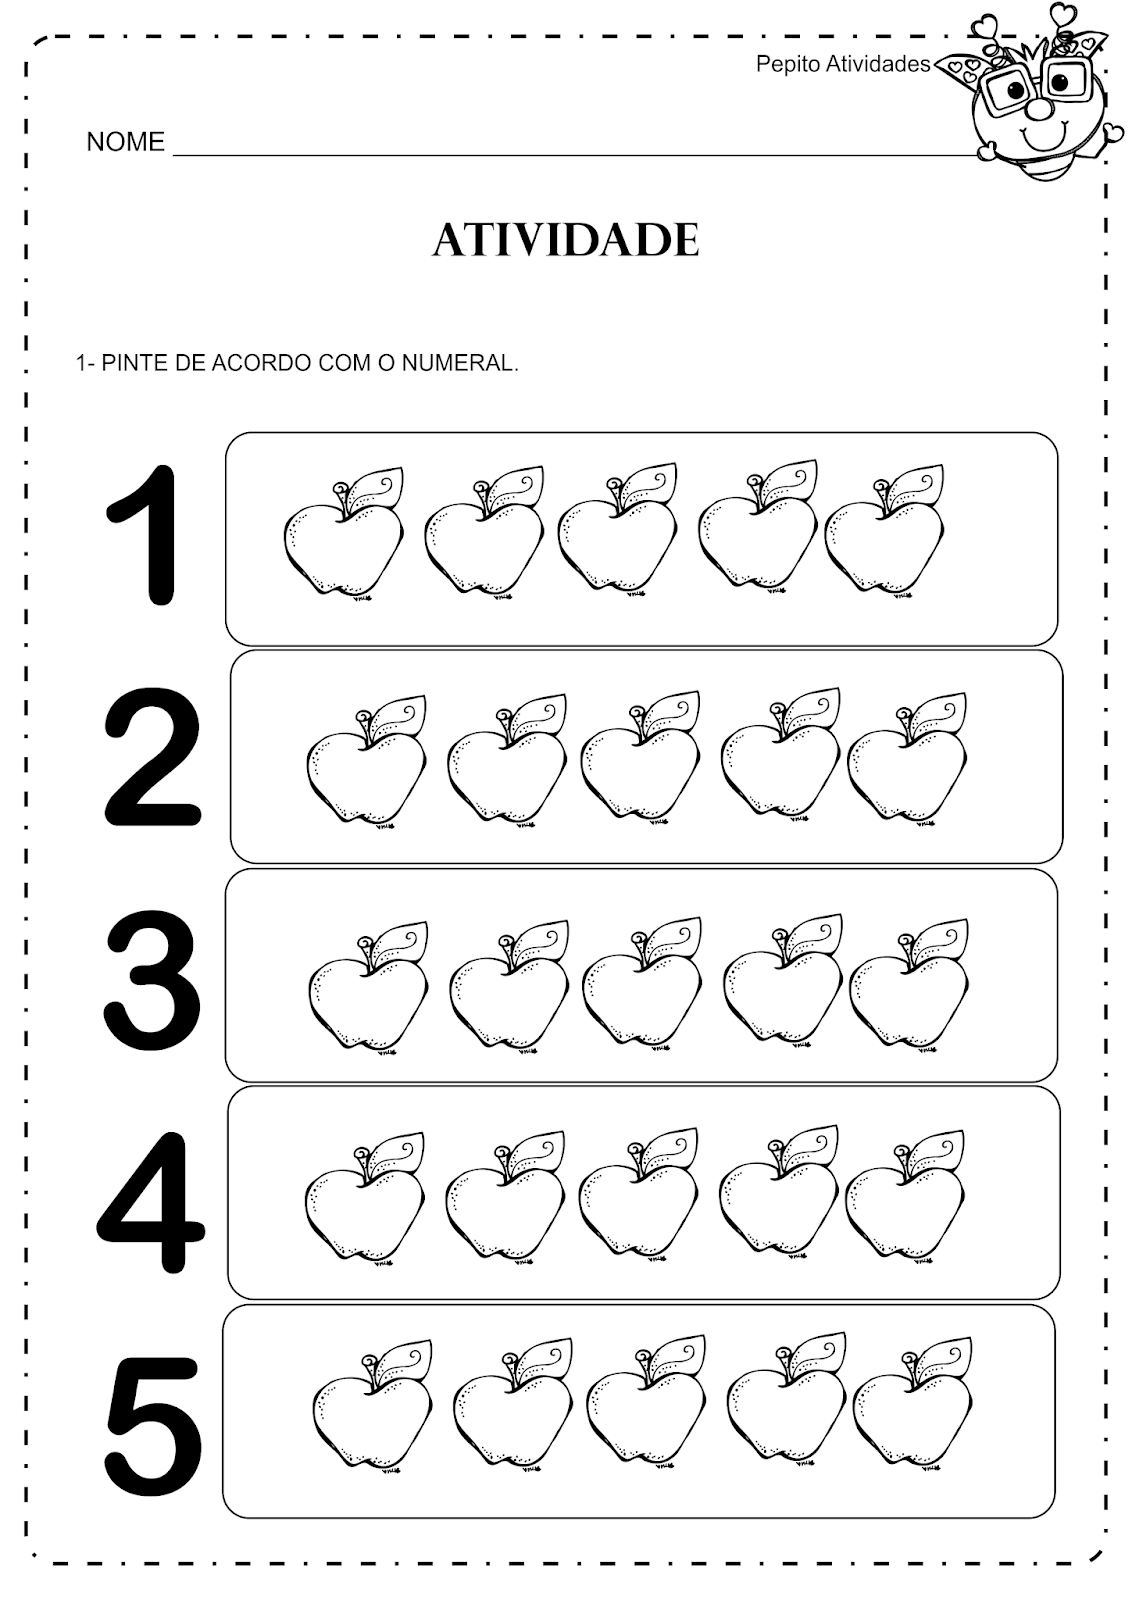 Pepito Atividades
NOME
ATIVIDADE
1- PINTE DE ACORDO COM O NUMERAL.
1
2
3
4
5